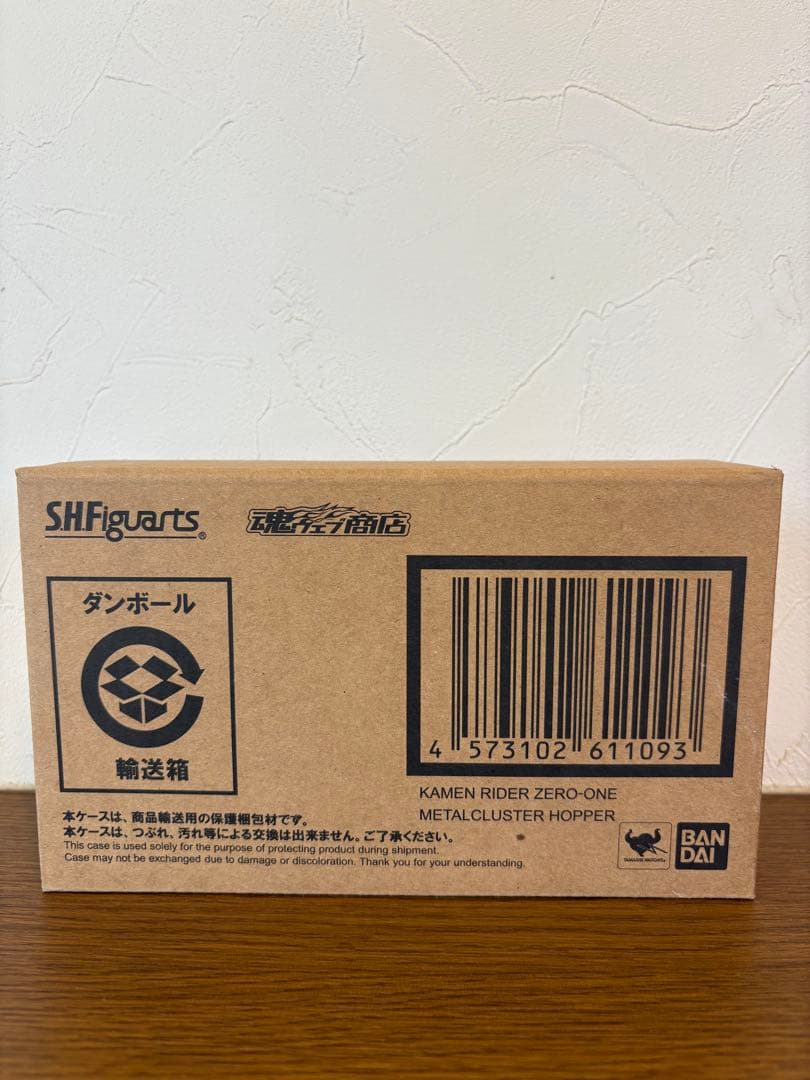 S.H.Figuarts®
魂ウェブ商店
ダンボール
輸送箱
4 573102 611093
KAMEN RIDER ZERO-ONE
METALCLUSTER HOPPER
本ケースは、商品輸送用の保護梱包材です。
本ケースは、つぶれ、汚れ等による交換は出来ません。ご了承ください。
This case is used solely for the purpose of protecting product during shipment.
Case may not be exchanged due to damage or discoloration. Thank you for your understanding.
TAMASHII NATIONS
BAN
DAI